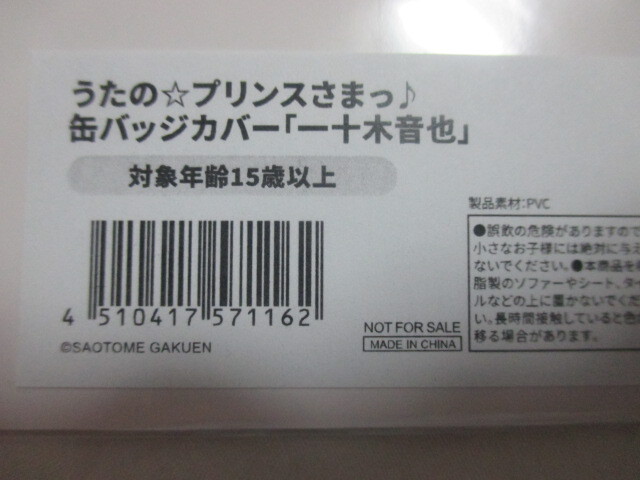 うたの☆プリンスさまっ♪
缶バッジカバー「一十木音也」
対象年齢15歳以上
製品素材:PVC
●誤飲の危険がありますので
小さなお子様には絶対に与え
ないでください。●本商品を
脂製のソファーやシート、ター
ルなどの上に置かないでくだ
い。長時間接触していると色
移る場合があります。
4 510417 571162
NOT FOR SALE
MADE IN CHINA
©SAOTOME GAKUEN